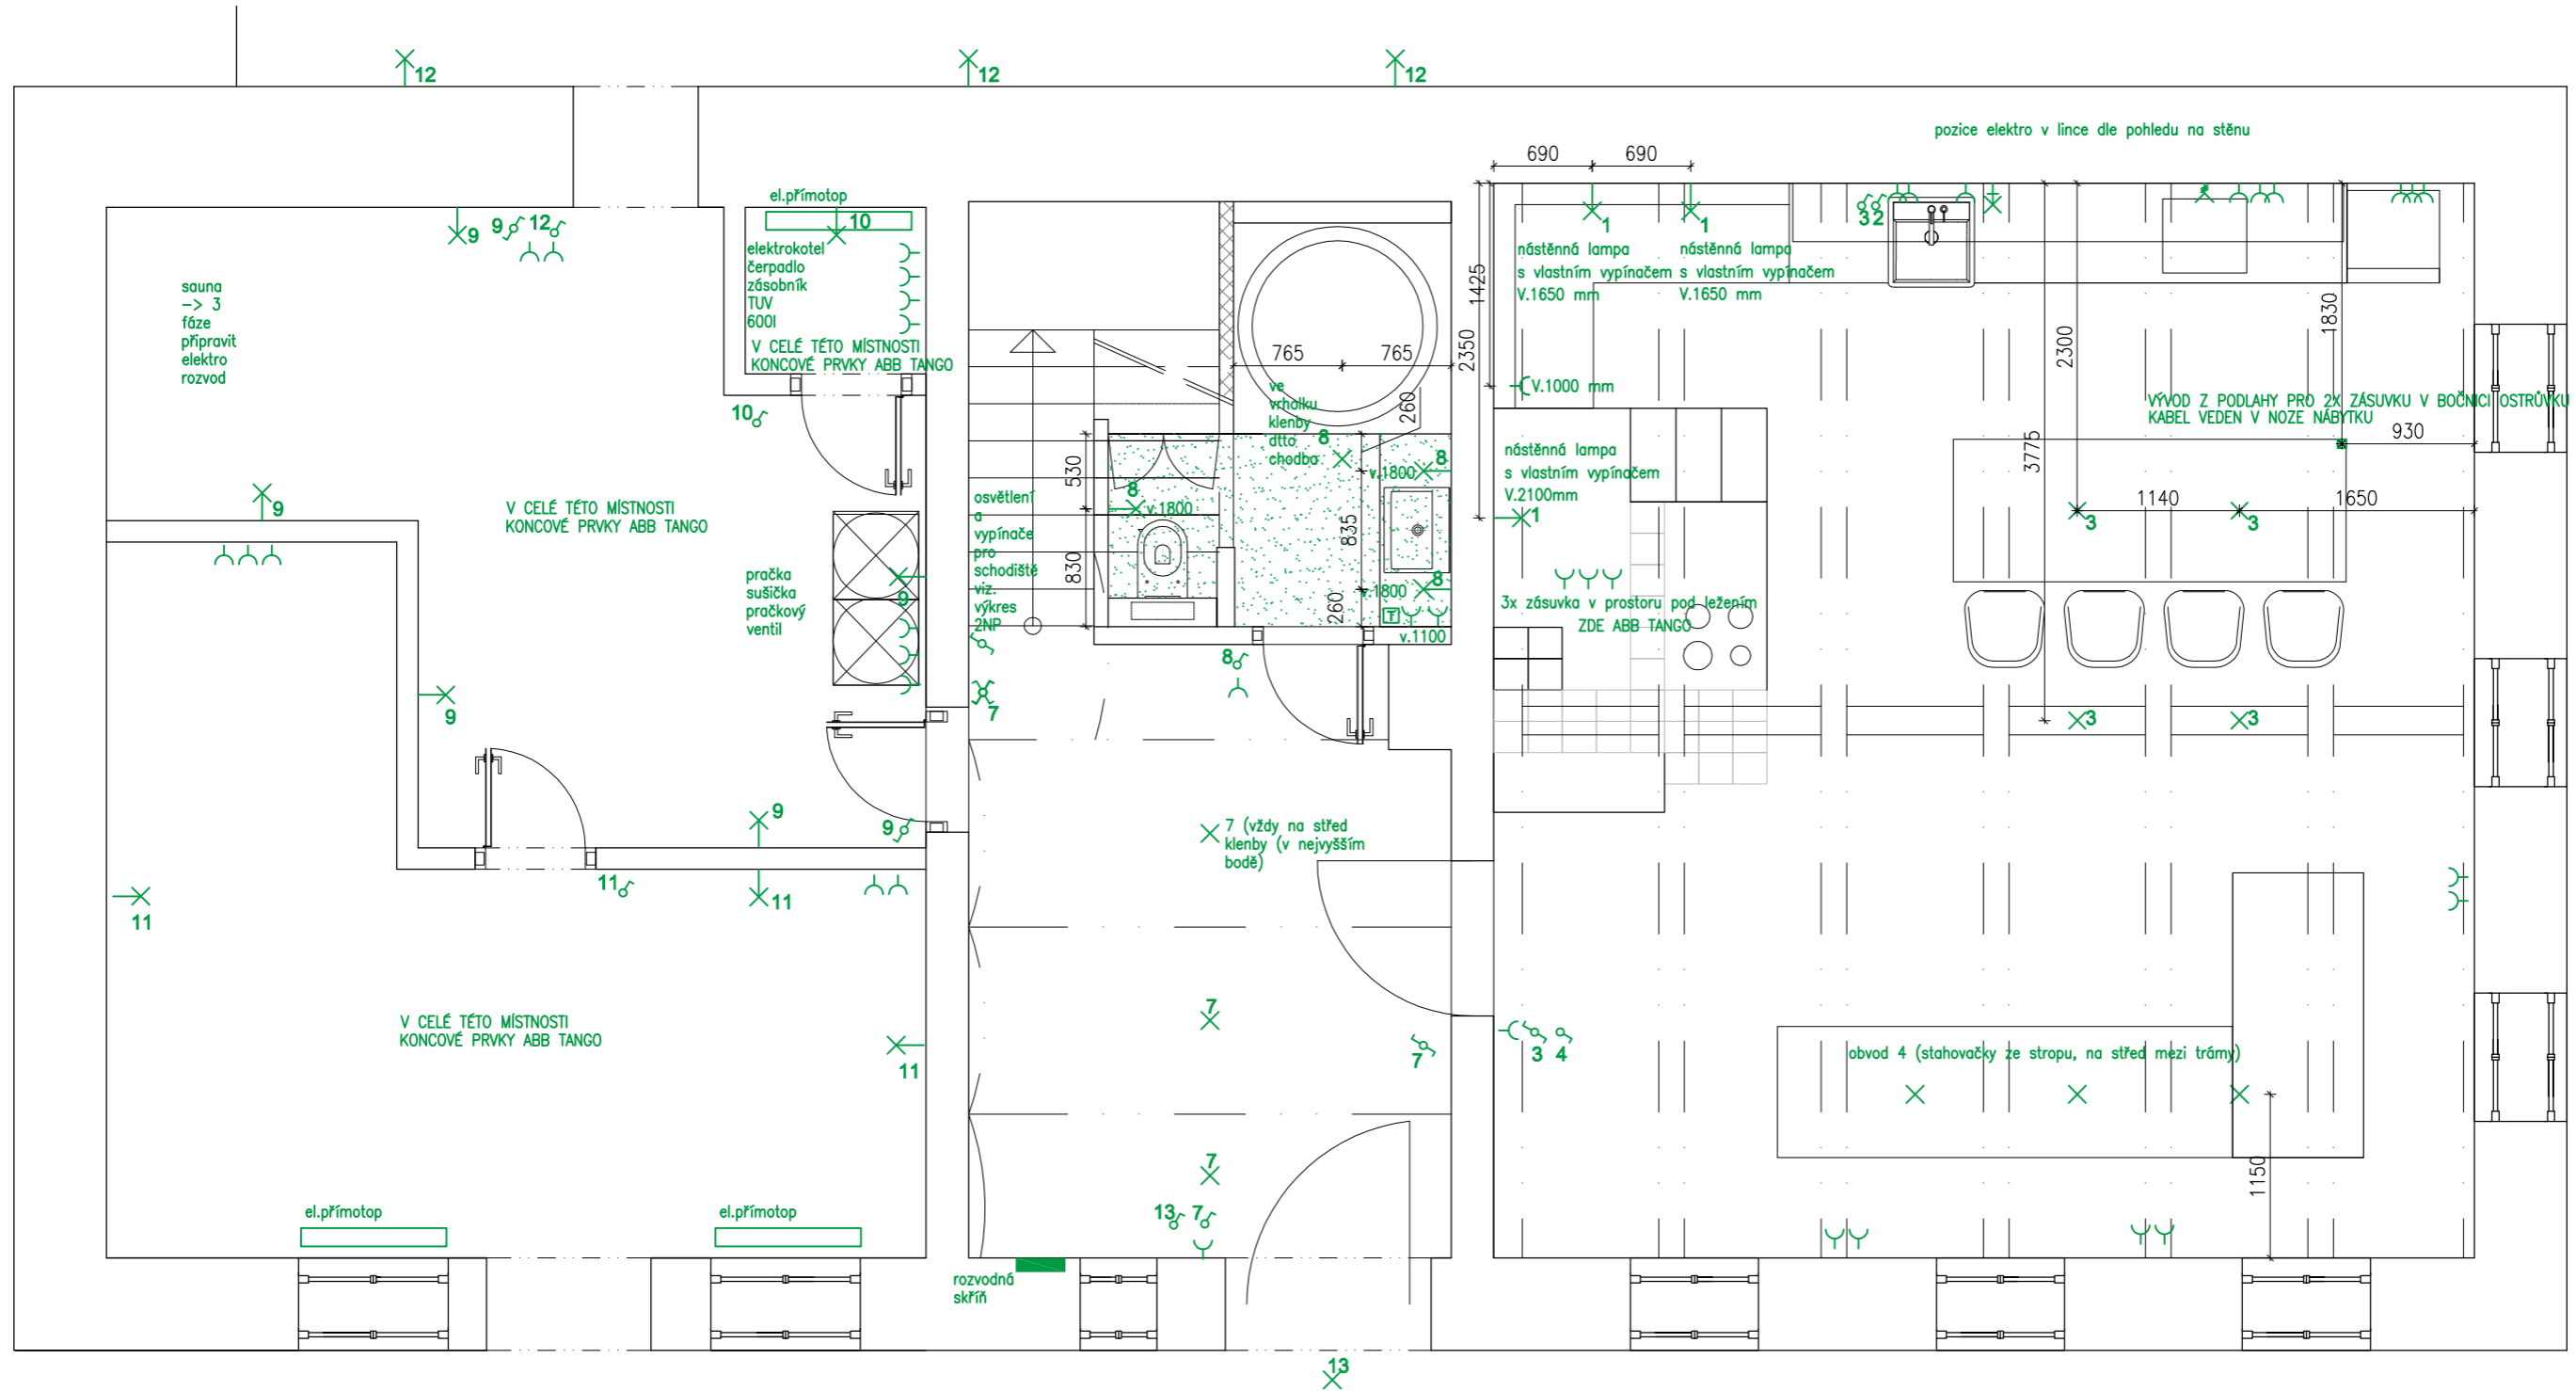 12
12
12
pozice elektro v lince dle pohledu na stěnu
690
690
el.přímotop
9
9
12
10
1
1
32
elektrokotel
čerpadlo
zásobník
TUV
600l
V CELÉ TÉTO MÍSTNOSTI
KONCOVÉ PRVKY ABB TANGO
sauna
-> 3
fáze
připravit
elektro
rozvod
nástěnná lampa
s vlastním vypínačem
V.1650 mm
nástěnná lampa
s vlastním vypínačem
V.1650 mm
1425
2350
2300
1830
3775
765
765
V.1000 mm
ve
vrholku
klenby
dtto
chodba
8
260
10
VÝVOD Z PODLAHY PRO 2X ZÁSUVKU V BOČNICI OSTRŮVKU
KABEL VEDEN V NOZE NÁBYTKU
930
nástěnná lampa
s vlastním vypínačem
V.2100mm
1
530
8
v.1800
8
v.1800
9
V CELÉ TÉTO MÍSTNOSTI
KONCOVÉ PRVKY ABB TANGO
osvětlení
a
vypínače
pro
schodiště
viz.
výkres
2NP
1140
1650
3
3
835
830
pračka
sušička
pračkový
ventil
9
8
v.1800
260
v.1100
3x zásuvka v prostoru pod ležením
ZDE ABB TANGO
8
7
9
3
3
9
9
7 (vždy na střed
klenby (v nejvyšším
bodě)
11
11
11
V CELÉ TÉTO MÍSTNOSTI
KONCOVÉ PRVKY ABB TANGO
11
7
7
3
4
obvod 4 (stahovačky ze stropu, na střed mezi trámy)
1150
7
13
7
el.přímotop
el.přímotop
rozvodná
skříň
13
T